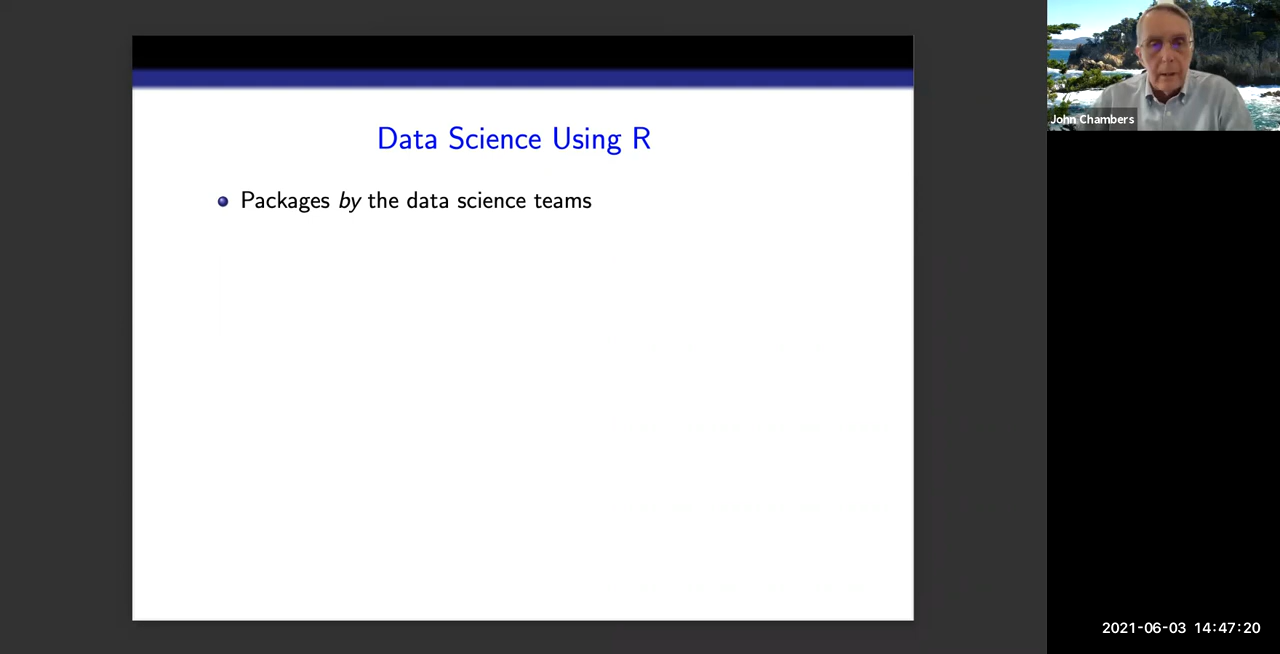 Data Science Using R
Packages by the data science teams
John Chambers
2021-06-03 14:47:20